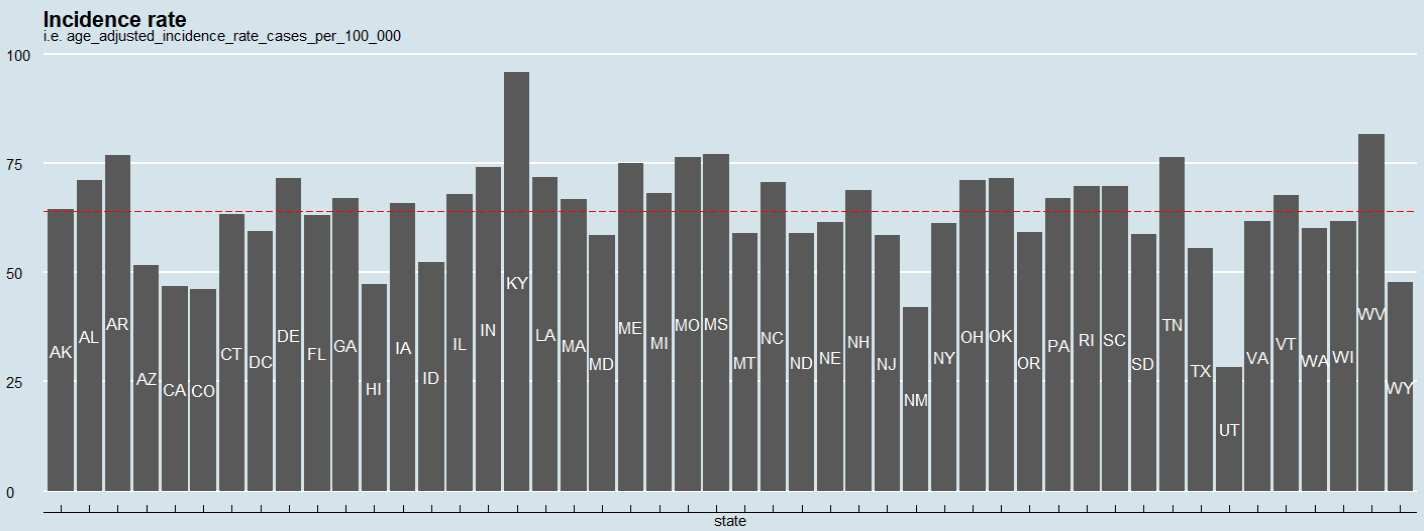 Incidence rate
i.e. age_adjusted_incidence_rate_cases_per_100_000
100
75
50
25
0
AK AL AR AZ CA CO CT DC DE FL GA HI IA ID IL IN KY LA MA MD ME MI MO MS MT NC ND NE NH NJ NM NY OH OK OR PA RI SC SD TN TX UT VA VT WA WI WV WY
state